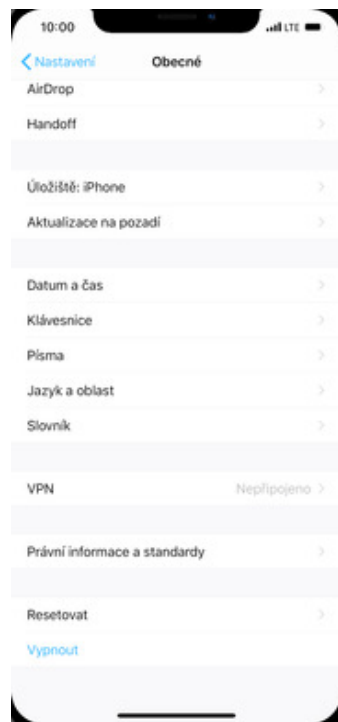 10:00
LTE
Nastavení
Obecné
AirDrop
Handoff
Úložiště: iPhone
Aktualizace na pozadí
Datum a čas
Klávesnice
Písma
Jazyk a oblast
Slovník
VPN Nepřipojeno
Právní informace a standardy
Resetovat
Vypnout